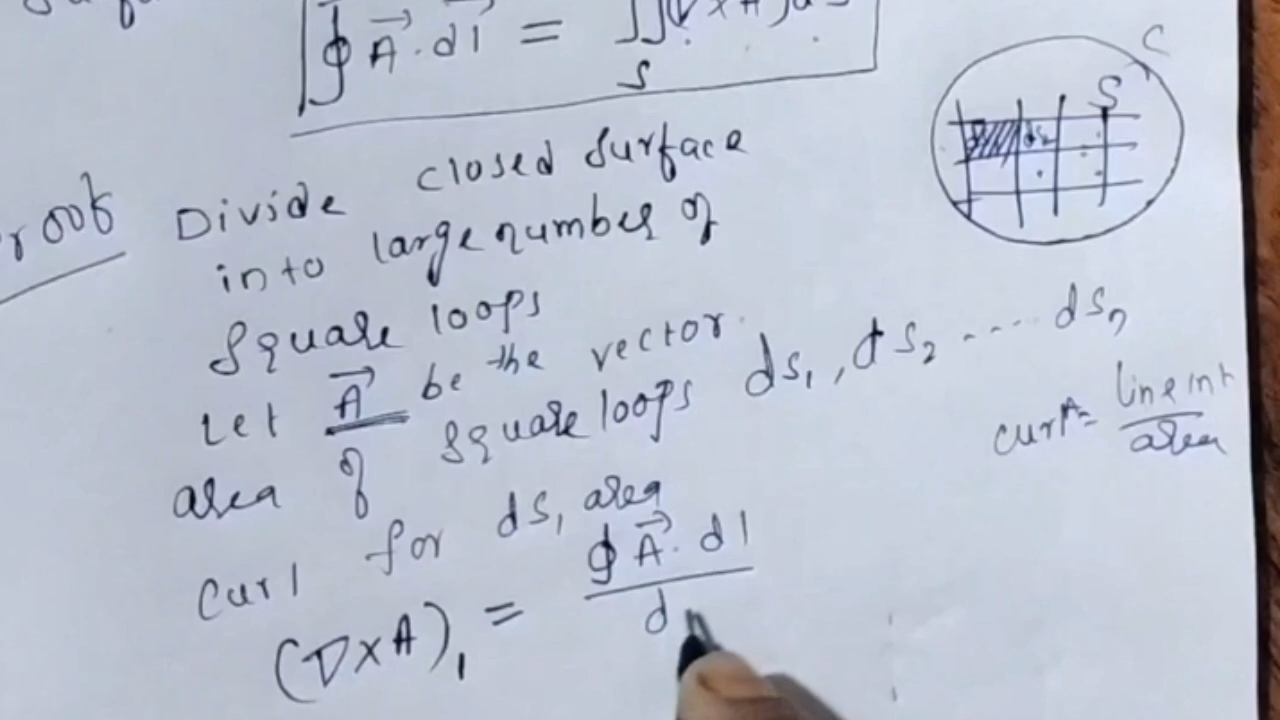 ∮ A⃗ · dl = ∬ (∇ × A) ds
S
C
S
ds₂
Divide closed surface
into large number of
square loops
Let A⃗ be the vector
area of square loops ds₁, ds₂ ---- dsₙ
curl A = line int
area
curl for ds₁ area
(∇×A)₁ = ∮ A⃗ · dl
d